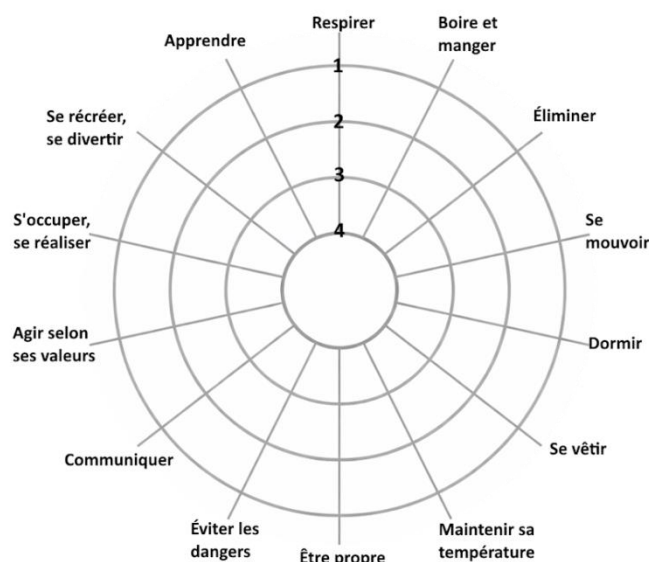 Respirer
Boire et
manger
Éliminer
Se
mouvoir
Dormir
Se vêtir
Maintenir sa
température
Être propre
Éviter les
dangers
Communiquer
Agir selon
ses valeurs
S'occuper,
se réaliser
Se récréer,
se divertir
Apprendre
1
2
3
4